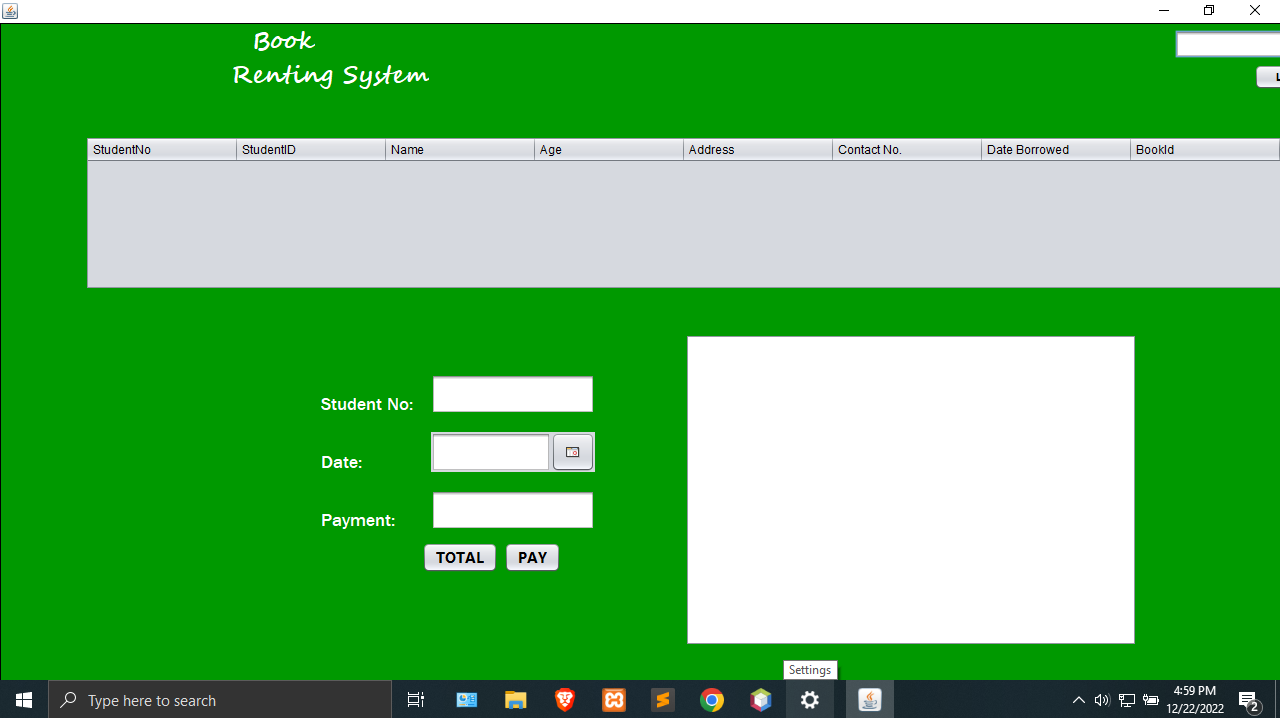 Book
Renting System
StudentNo StudentID Name Age Address Contact No. Date Borrowed BookId
Student No:
Date:
Payment:
TOTAL PAY
Settings
Type here to search
4:59 PM
12/22/2022
2